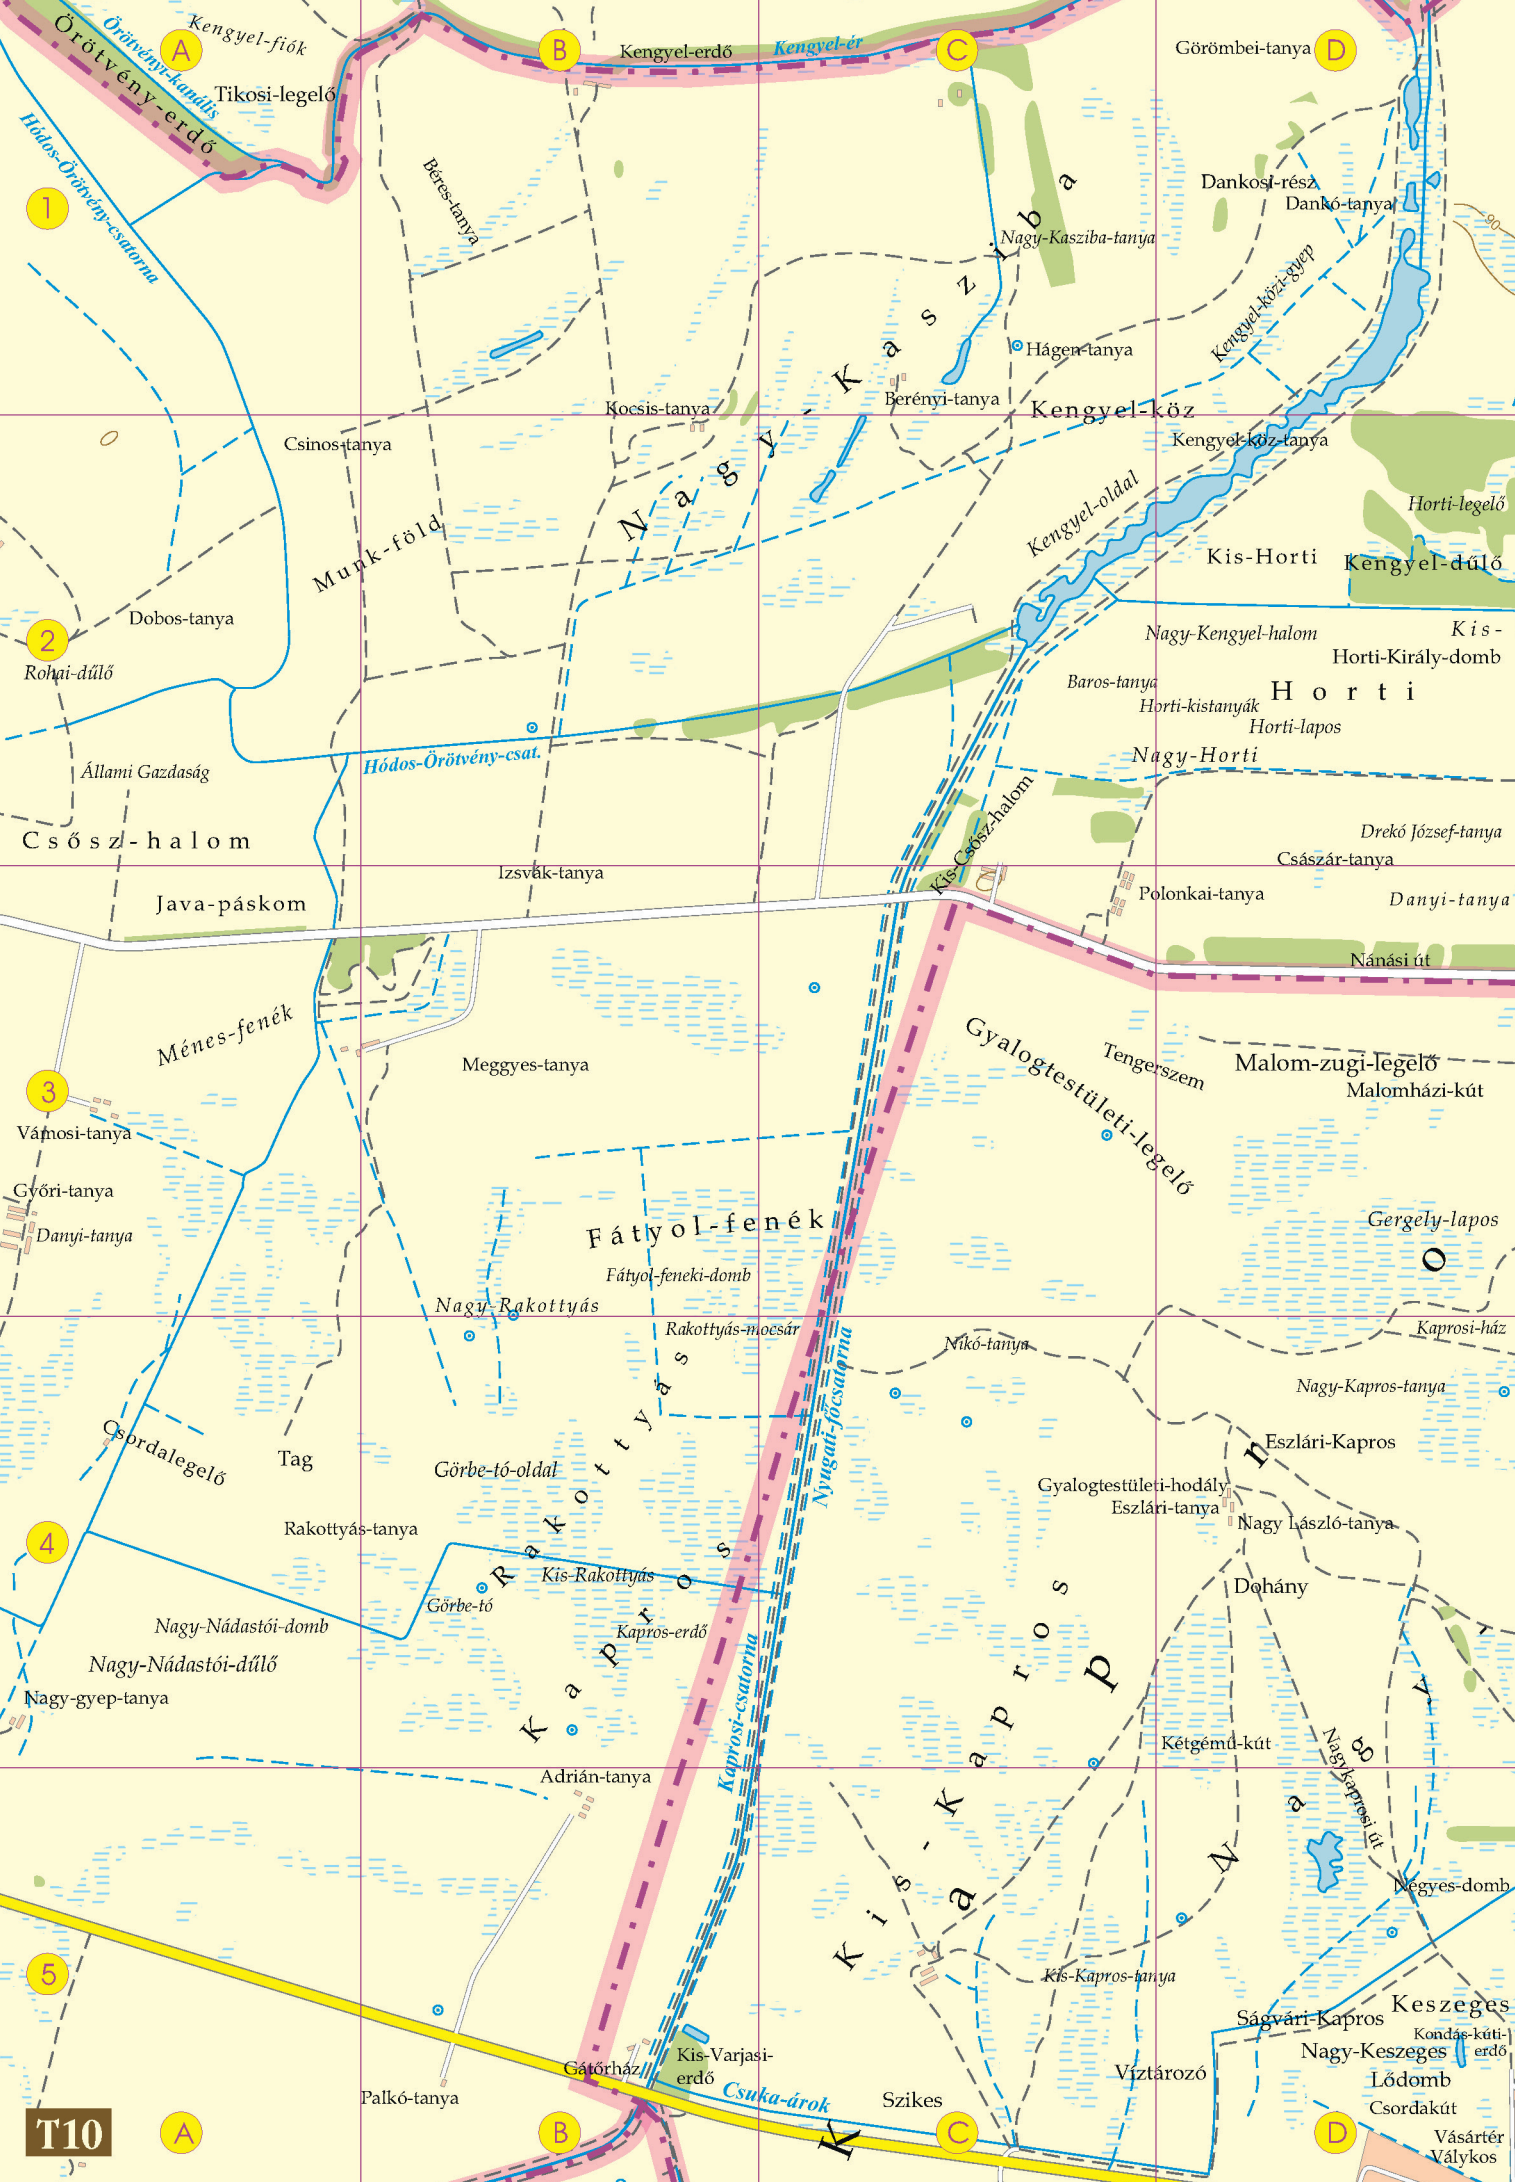 A
B
C
D
Örötvény-erdő
Örötvényi-kanális
Kengyel-fiók
Tikosi-legelő
Kengyel-erdő
Kengyel-ér
Görömbei-tanya
Hódos-Örötvény-csatorna
Béres-tanya
1
Dankosi-rész
Dankó-tanya
90
Nagy-Kasziba-tanya
Kengyel-közi-gyep
Nagy-Kasziba
Hágen-tanya
Berényi-tanya
Kocsis-tanya
Kengyel-köz
Kengyel-köz-tanya
Csinos-tanya
Munk-föld
Kengyel-oldal
Horti-legelő
Kis-Horti
Kengyel-dűlő
Dobos-tanya
2
Rohai-dűlő
Nagy-Kengyel-halom
Kis-
Horti-Király-domb
Baros-tanya
Horti
Horti-kistanyák
Horti-lapos
Nagy-Horti
Hódos-Örötvény-csat.
Állami Gazdaság
Csősz-halom
Kis-Csősz-halom
Drekó József-tanya
Császár-tanya
Izsvák-tanya
Polonkai-tanya
Danyi-tanya
Java-páskom
Nánási út
Ménes-fenék
Meggyes-tanya
Gyalogtestületi-legelő
Tengerszem
Malom-zugi-legelő
Malomházi-kút
3
Vámosi-tanya
Győri-tanya
Danyi-tanya
Fátyol-fenék
Gergely-lapos
Fátyol-feneki-domb
Nagy-Rakottyás
Rakottyás-mocsár
Nikó-tanya
Kaprosi-ház
Nyugati-főcsatorna
Nagy-Kapros-tanya
Csordalegelő
Tag
Görbe-tó-oldal
Rakottyás
Eszlári-Kapros
Gyalogtestületi-hodály
Eszlári-tanya
Nagy László-tanya
Rakottyás-tanya
4
Kis-Rakottyás
Görbe-tó
Dohány
Kapros-erdő
Kapros
Nagy-Nádastói-domb
Nagy-Nádastói-dűlő
Nagy-gyep-tanya
Kaprosi-csatorna
Kétgémű-kút
Nagykaprosi út
Nagy-
Adrián-tanya
Kis-Kapros
K a p r o
Négyes-domb
5
Kis-Kapros-tanya
Ságvári-Kapros
Keszeges
Kondás-kúti-
erdő
Nagy-Keszeges
Gátőrház
Kis-Varjasi-
erdő
Víztározó
Lődomb
Palkó-tanya
Csuka-árok
Szikes
Csordakút
Vásártér
Vályokos
T10
A
B
C
D